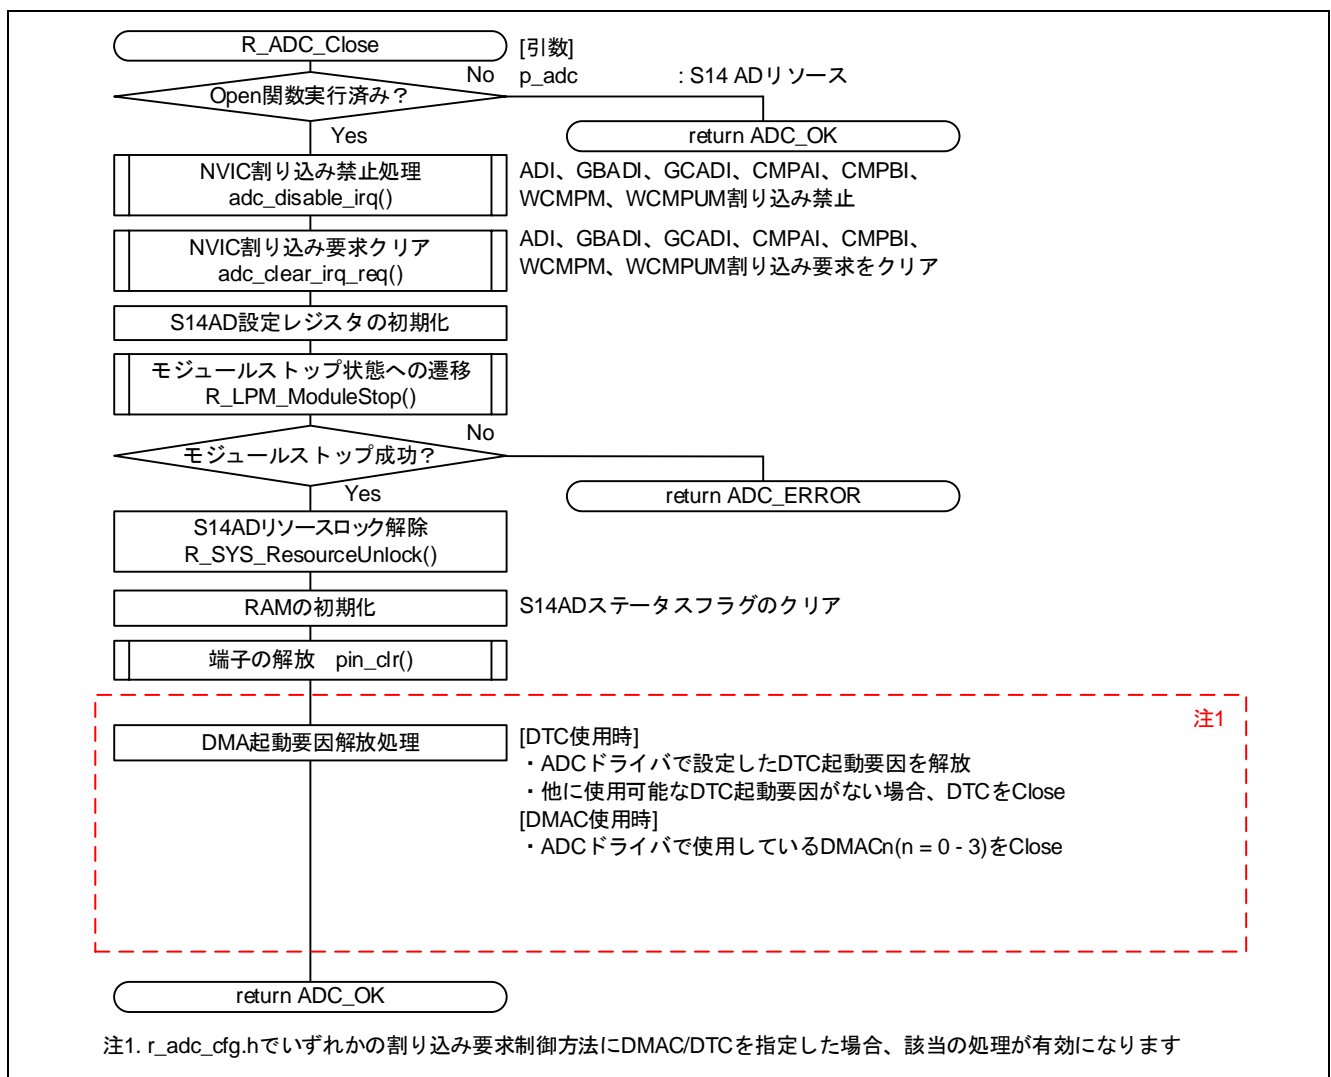 R_ADC_Close
[引数]
p_adc : S14 ADリソース
No
Open関数実行済み？
Yes
return ADC_OK
NVIC割り込み禁止処理
adc_disable_irq()
ADI、GBADI、GCADI、CMPAI、CMPBI、
WCMPM、WCMPUM割り込み禁止
NVIC割り込み要求クリア
adc_clear_irq_req()
ADI、GBADI、GCADI、CMPAI、CMPBI、
WCMPM、WCMPUM割り込み要求をクリア
S14AD設定レジスタの初期化
モジュールストップ状態への遷移
R_LPM_ModuleStop()
No
モジュールストップ成功？
Yes
return ADC_ERROR
S14ADリソースロック解除
R_SYS_ResourceUnlock()
RAMの初期化
S14ADステータスフラグのクリア
端子の解放　pin_clr()
注1
DMA起動要因解放処理
[DTC使用時]
・ADCドライバで設定したDTC起動要因を解放
・他に使用可能なDTC起動要因がない場合、DTCをClose
[DMAC使用時]
・ADCドライバで使用しているDMACn(n = 0 - 3)をClose
return ADC_OK
注1. r_adc_cfg.hでいずれかの割り込み要求制御方法にDMAC/DTCを指定した場合、該当の処理が有効になります